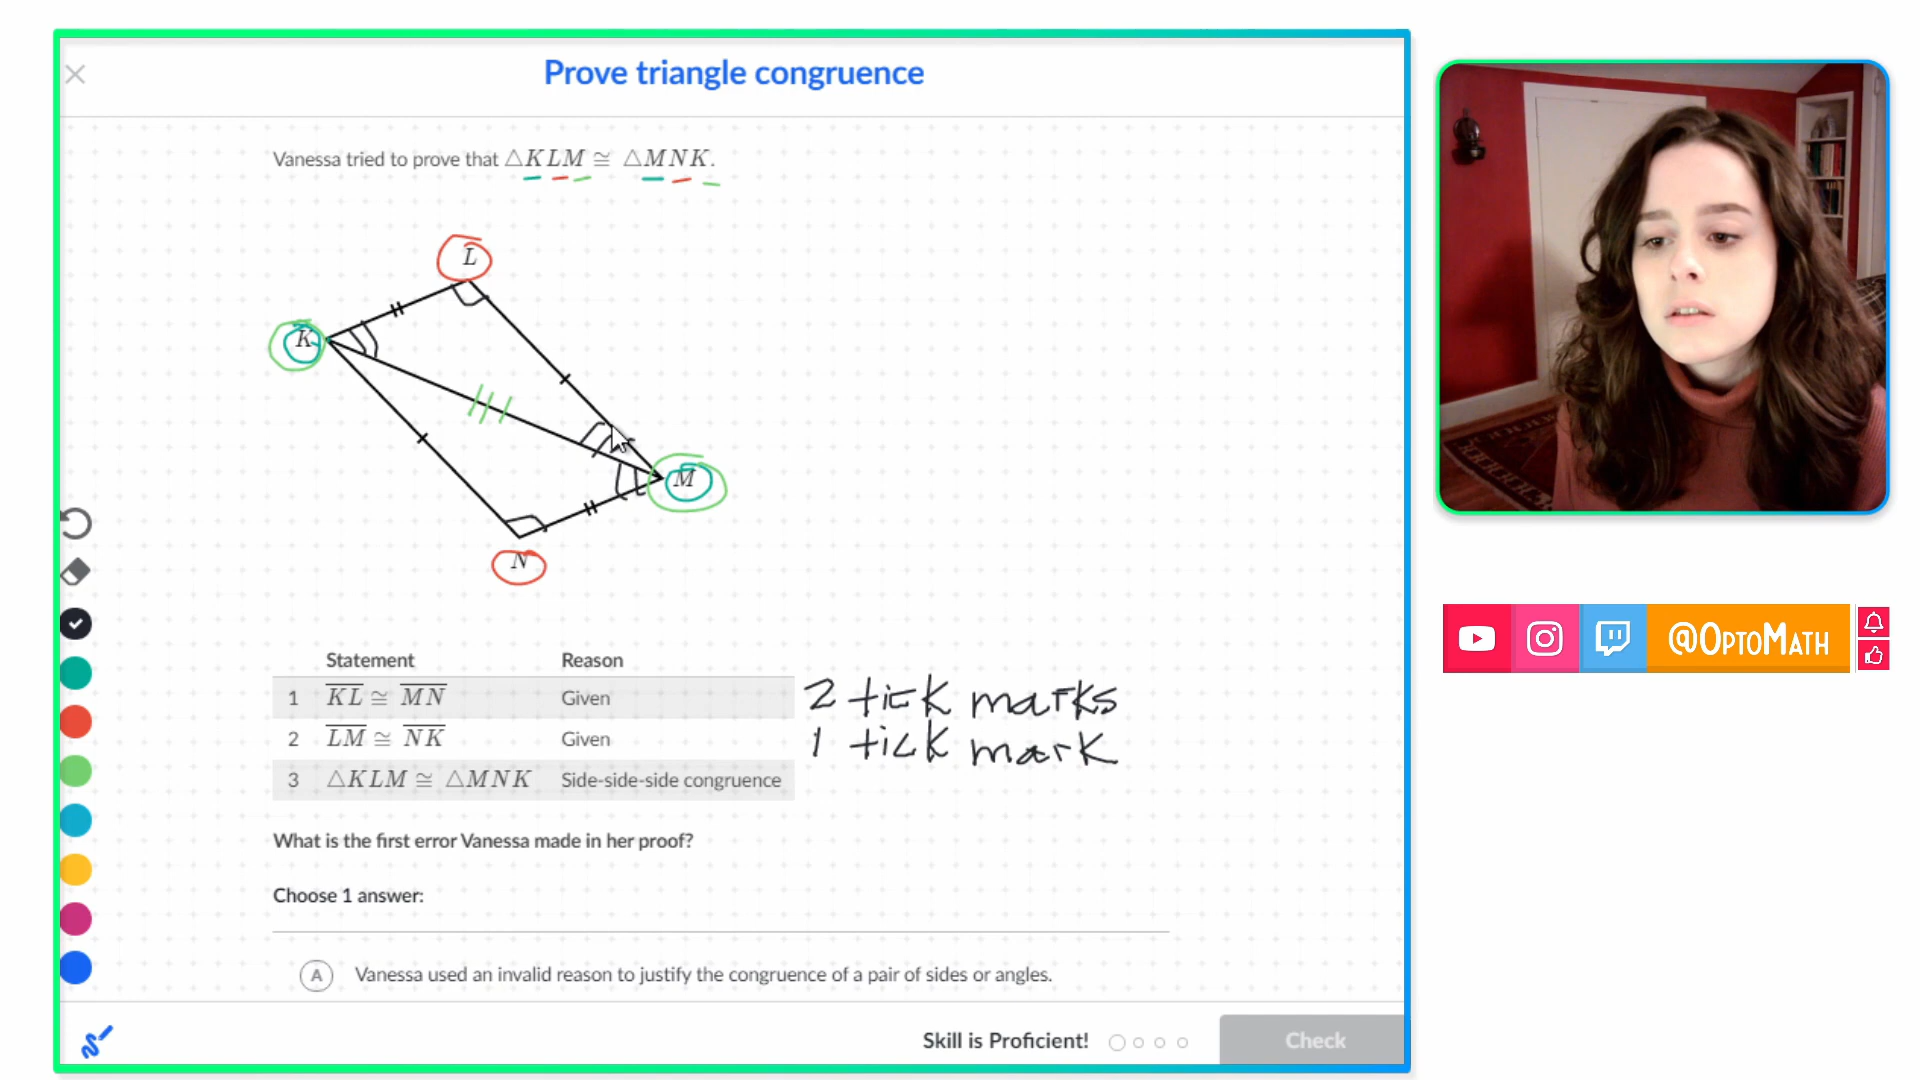 Prove triangle congruence
Vanessa tried to prove that △KLM ≅ △MNK.
L
K
M
N
Statement Reason
1 KL ≅ MN Given 2 tick marks
2 LM ≅ NK Given 1 tick mark
3 △KLM ≅ △MNK Side-side-side congruence
What is the first error Vanessa made in her proof?
Choose 1 answer:
A Vanessa used an invalid reason to justify the congruence of a pair of sides or angles.
Skill is Proficient! Check
@OptoMath